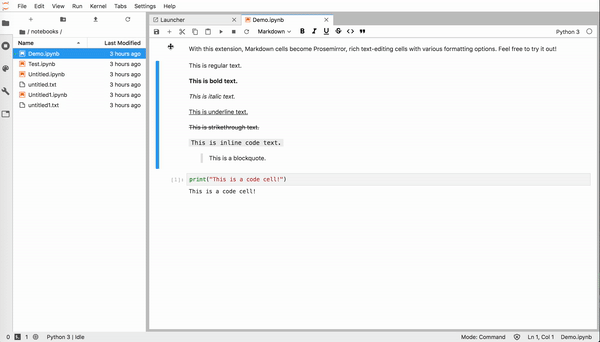 File Edit View Run Kernel Tabs Settings Help
Launcher
Demo.ipynb
/ notebooks /
Markdown
B I U S <> "
Python 3
Name Last Modified
Demo.ipynb 3 hours ago
Test.ipynb 3 hours ago
Untitled.ipynb 3 hours ago
untitled.txt 3 hours ago
Untitled1.ipynb 3 hours ago
untitled1.txt 3 hours ago
With this extension, Markdown cells become Prosemirror, rich text-editing cells with various formatting options. Feel free to try it out!
This is regular text.
This is bold text.
This is italic text.
This is underline text.
This is strikethrough text.
This is inline code text.
This is a blockquote.
[1]: print("This is a code cell!")
This is a code cell!
0 1 Python 3 | Idle
Mode: Command Ln 1, Col 1 Demo.ipynb